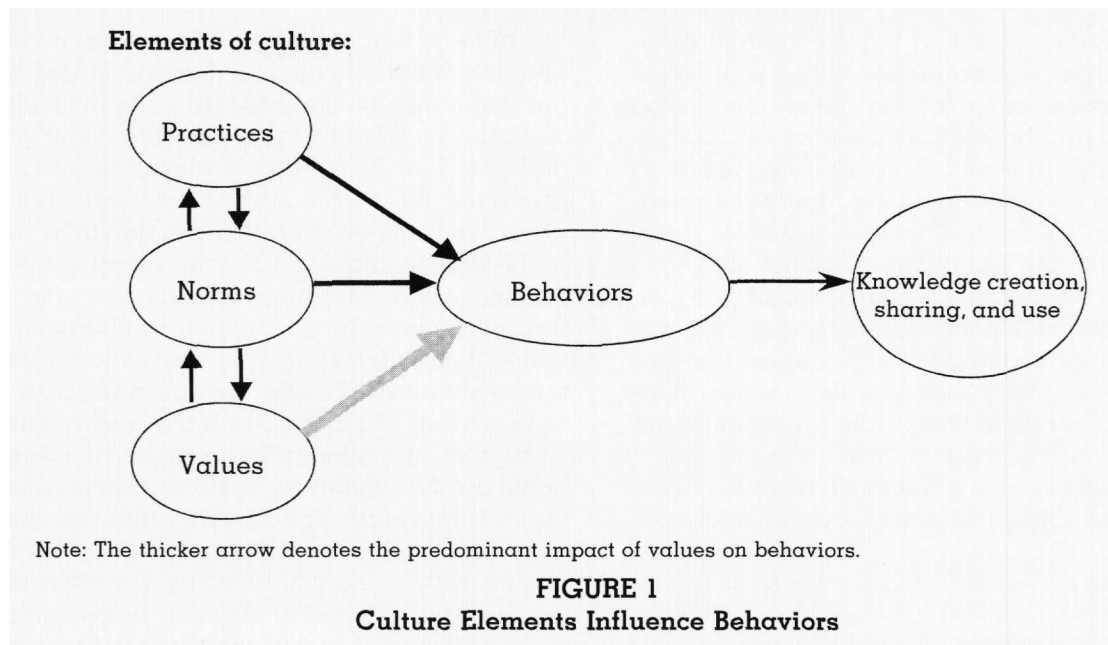 Elements of culture:
Practices
Norms
Values
Behaviors
Knowledge creation,
sharing, and use
Note: The thicker arrow denotes the predominant impact of values on behaviors.
FIGURE 1
Culture Elements Influence Behaviors